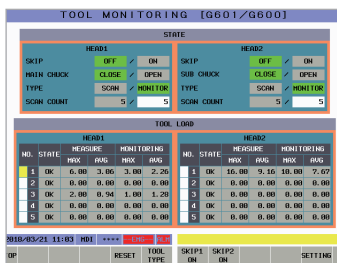 TOOL MONITORING [G601/G600]
STATE
HEAD1
SKIP OFF / ON
MAIN CHUCK CLOSE / OPEN
TYPE SCAN / MONITOR
SCAN COUNT 5 / 5
HEAD2
SKIP OFF / ON
SUB CHUCK CLOSE / OPEN
TYPE SCAN / MONITOR
SCAN COUNT 5 / 5
TOOL LOAD
HEAD1
NO. STATE MEASURE MONITORING
MAX AVG MAX AVG
1 OK 6.00 3.06 3.00 2.26
2 OK 0.00 0.00 0.00 0.00
3 OK 2.00 0.94 1.00 1.20
4 OK 0.00 0.00 0.00 0.00
5 OK 0.00 0.00 0.00 0.00
HEAD2
NO. STATE MEASURE MONITORING
MAX AVG MAX AVG
1 OK 16.00 9.16 10.00 7.67
2 OK 0.00 0.00 0.00 0.00
3 OK 0.00 0.00 0.00 0.00
4 OK 0.00 0.00 0.00 0.00
5 OK 0.00 0.00 0.00 0.00
2018/03/21 11:03 MDI **** --EMG-- ALM
OP RESET TOOL TYPE SKIP1 ON SKIP2 ON SETTING